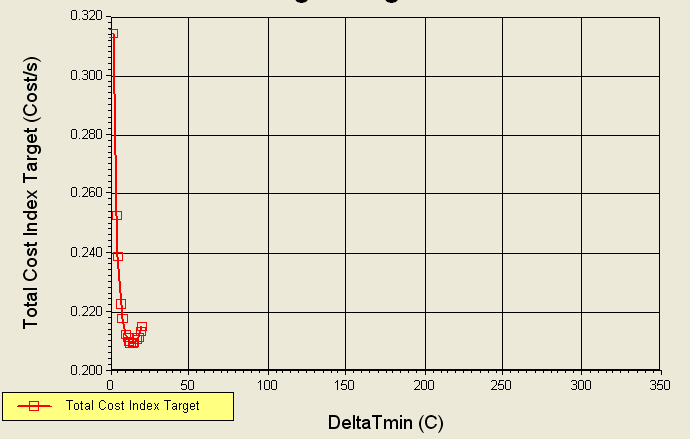 0.320
0.300
0.280
0.260
0.240
0.220
0.200
Total Cost Index Target (Cost/s)
0 50 100 150 200 250 300 350
Total Cost Index Target
DeltaTmin (C)